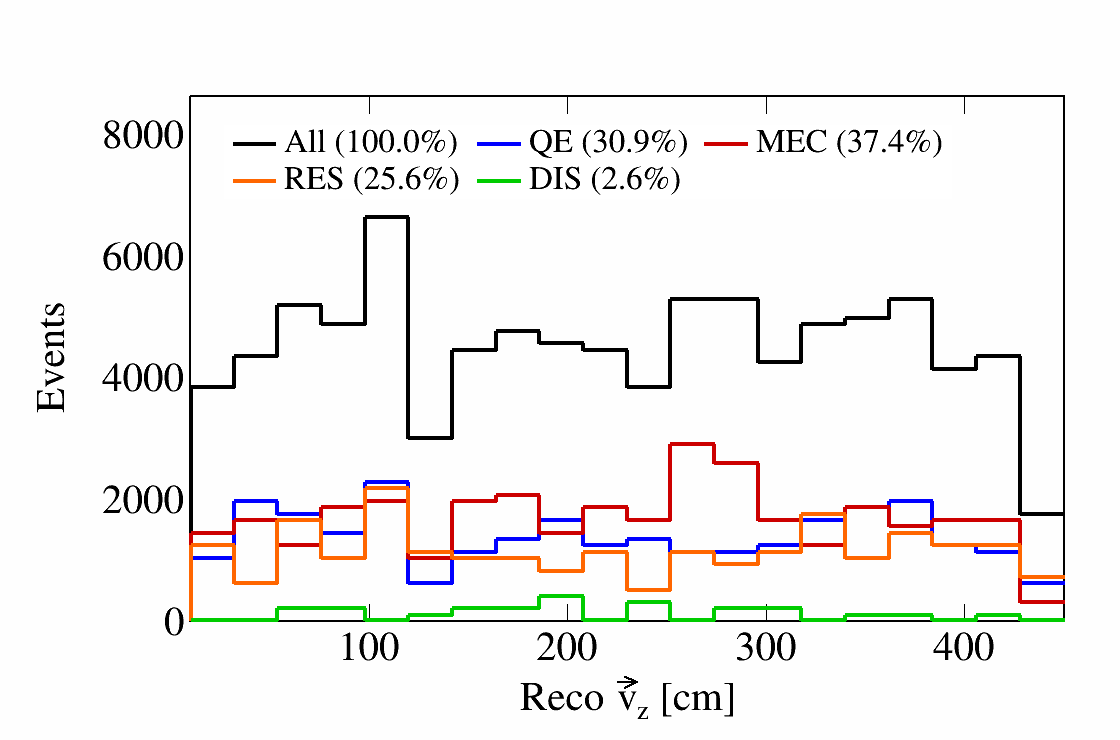 8000
6000
4000
2000
0
Events
All (100.0%) QE (30.9%) MEC (37.4%)
RES (25.6%) DIS (2.6%)
100 200 300 400
Reco v⃗z [cm]